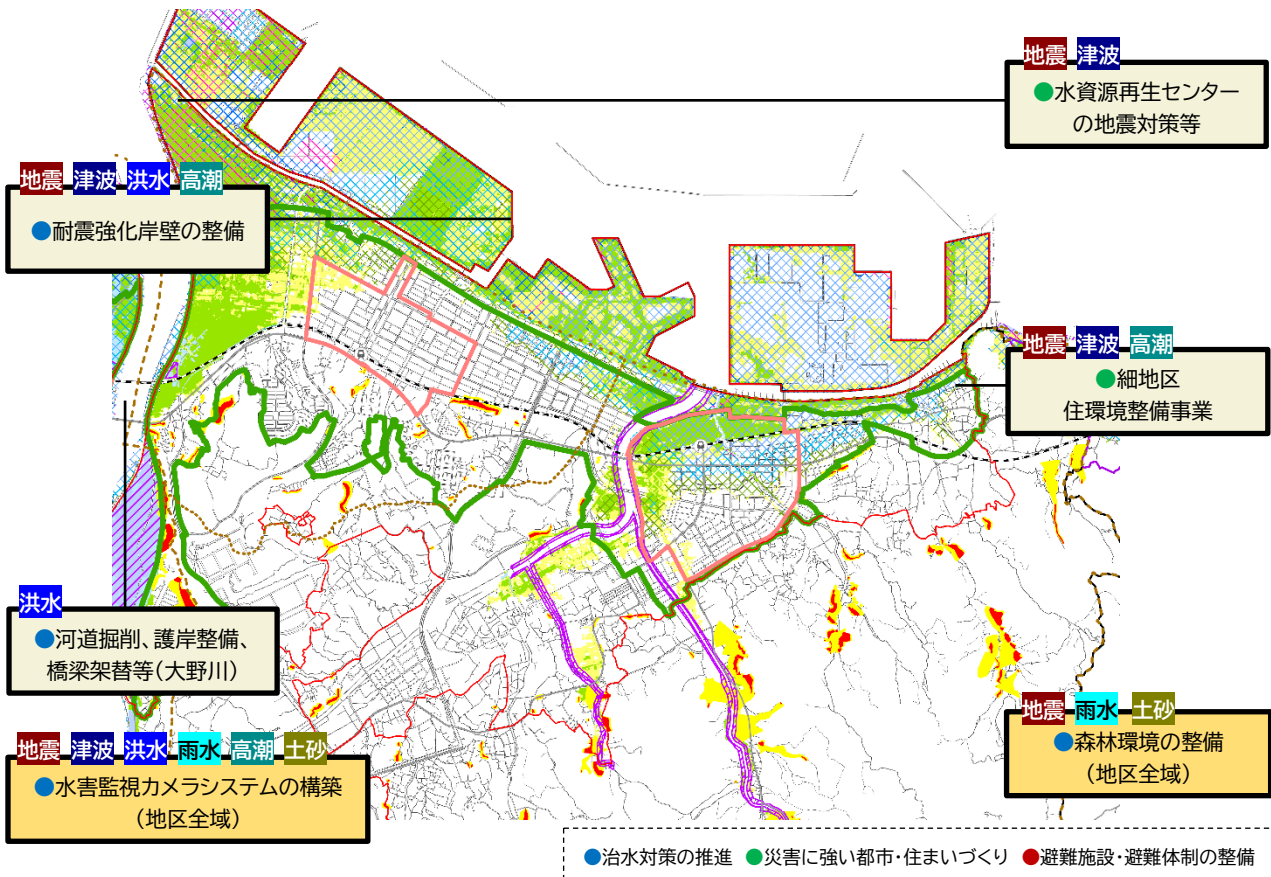 地震 津波
●水資源再生センター
の地震対策等
地震 津波 洪水 高潮
●耐震強化岸壁の整備
地震 津波 高潮
●細地区
住環境整備事業
洪水
●河道掘削、護岸整備、
橋梁架替等(大野川)
地震 津波 洪水 雨水 高潮 土砂
●水害監視カメラシステムの構築
(地区全域)
地震 雨水 土砂
●森林環境の整備
(地区全域)
●治水対策の推進 ●災害に強い都市・住まいづくり ●避難施設・避難体制の整備